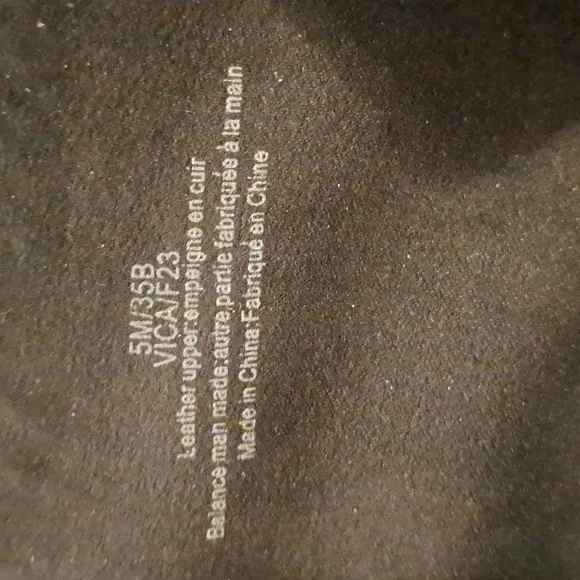 5M/35B
VICA/F23
Leather upper:empeigne en cuir
Balance man made:autre partie fabriquée à la main
Made in China:Fabriqué en Chine